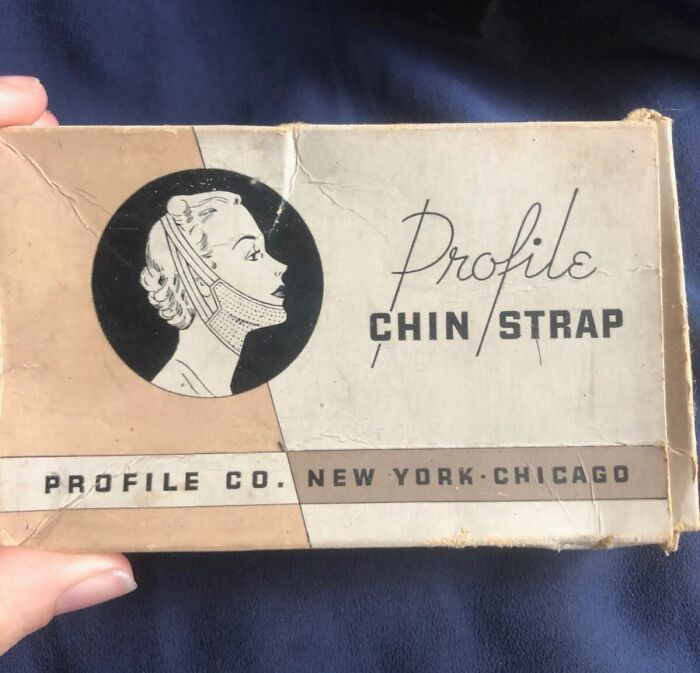 Profile
CHIN STRAP
PROFILE CO. NEW YORK·CHICAGO